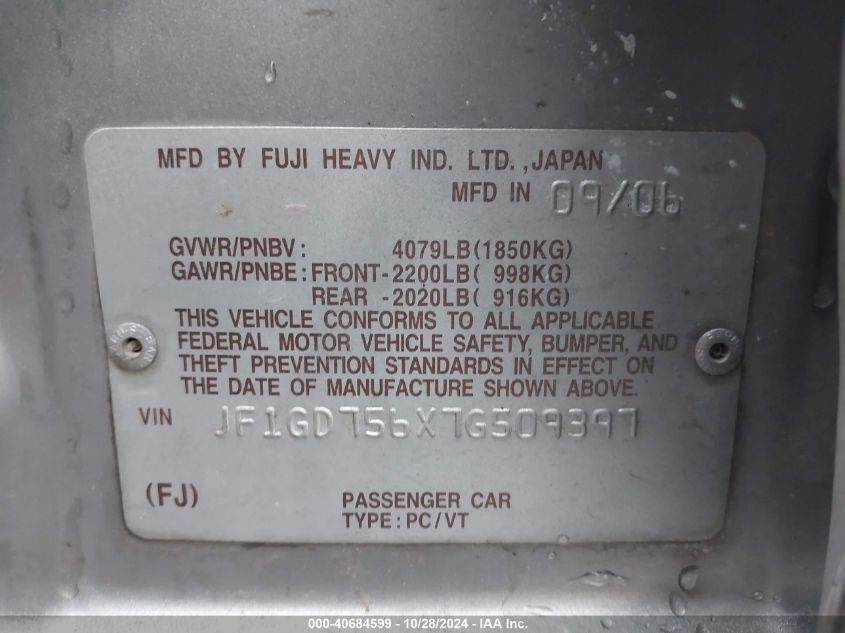 MFD BY FUJI HEAVY IND. LTD.,JAPAN
MFD IN 09/06
GVWR/PNBV: 4079LB(1850KG)
GAWR/PNBE:FRONT-2200LB( 998KG)
REAR -2020LB( 916KG)
THIS VEHICLE CONFORMS TO ALL APPLICABLE
FEDERAL MOTOR VEHICLE SAFETY, BUMPER, AND
THEFT PREVENTION STANDARDS IN EFFECT ON
THE DATE OF MANUFACTURE SHOWN ABOVE.
VIN JF1GD756X7G509397
(FJ) PASSENGER CAR
TYPE:PC/VT
000-40684599 - 10/28/2024 - IAA Inc.